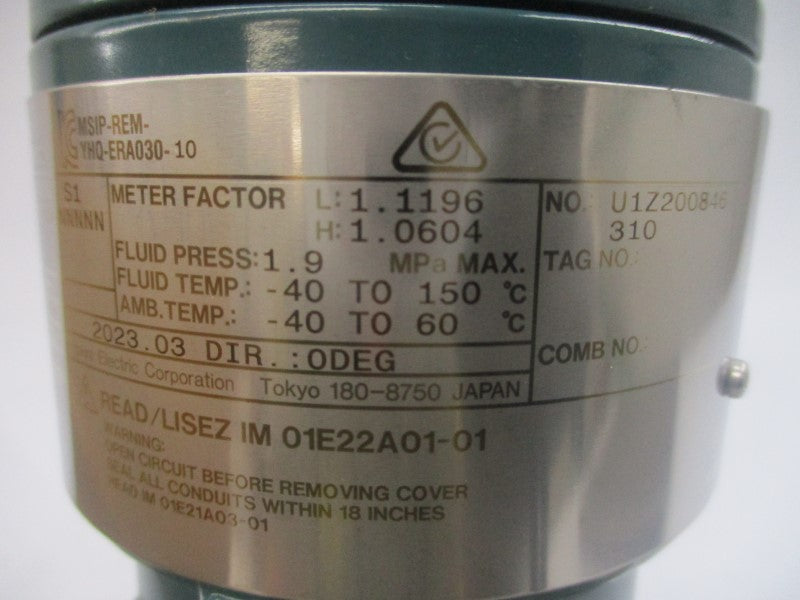 MSIP-REM-
YHQ-ERA030-10
S1
NNNNN
METER FACTOR L:1.1196
H:1.0604
FLUID PRESS:1.9 MPa MAX.
FLUID TEMP.: -40 TO 150 °C
AMB.TEMP.: -40 TO 60 °C
NO. U1Z200846
310
TAG NO.:
COMB NO.:
2023.03 DIR.:0DEG
Electric Corporation Tokyo 180-8750 JAPAN
READ/LISEZ IM 01E22A01-01
WARNING:
OPEN CIRCUIT BEFORE REMOVING COVER
SEAL ALL CONDUITS WITHIN 18 INCHES
READ IM 01E21A03-01